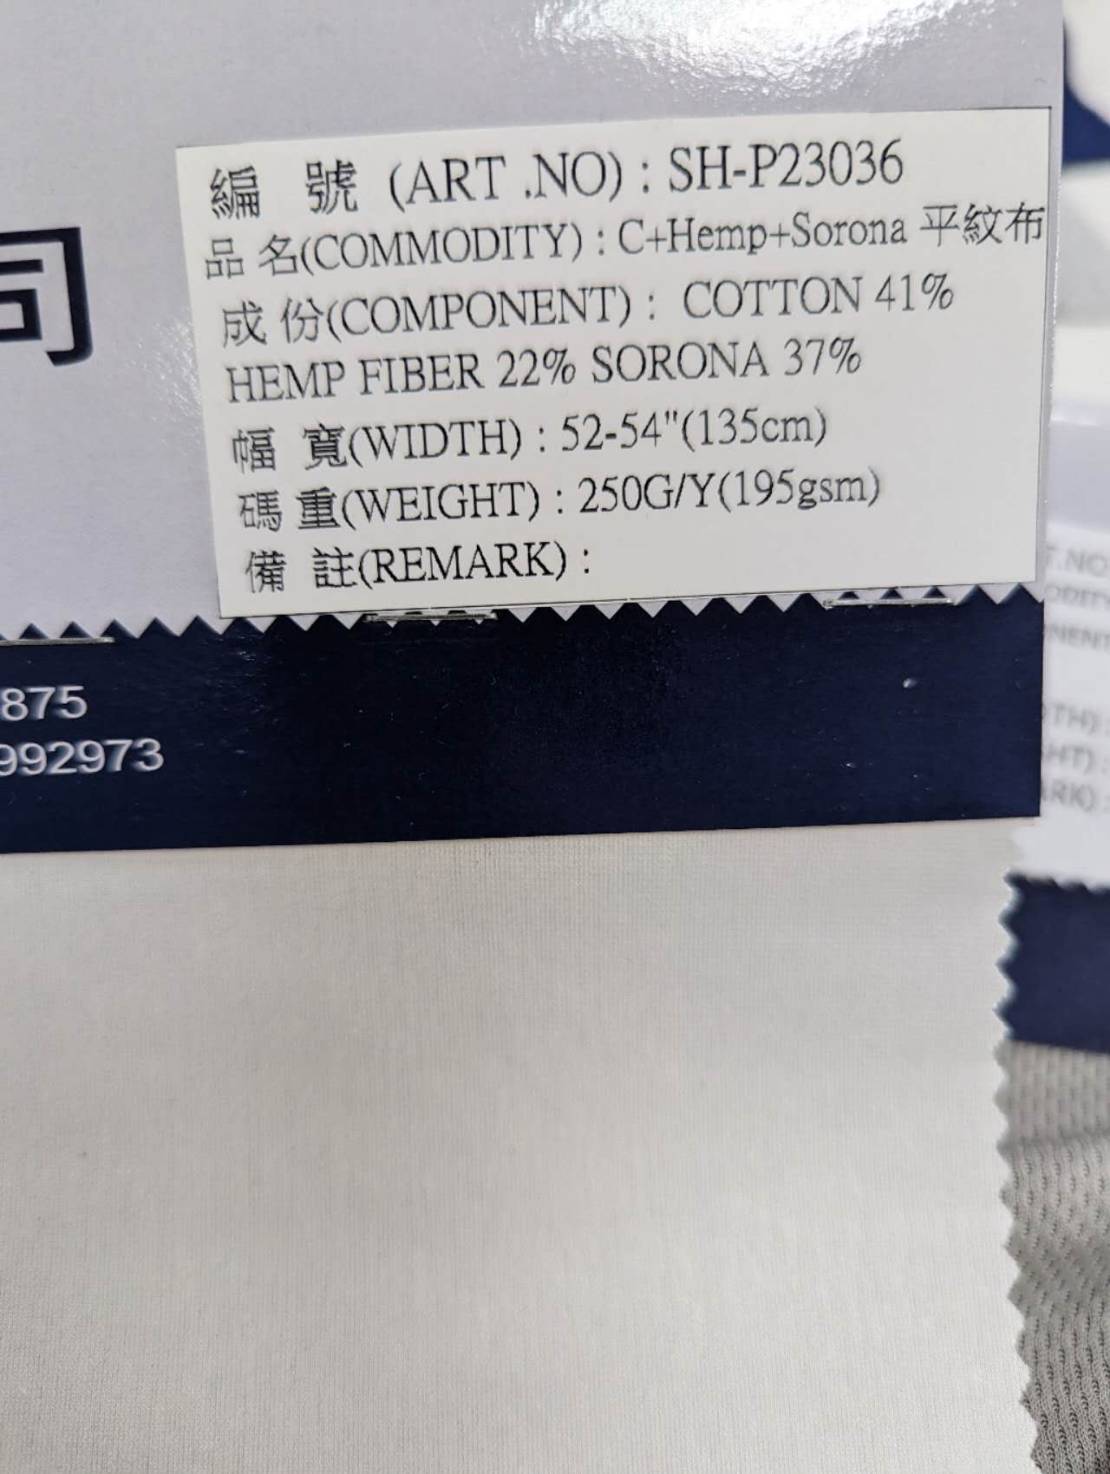 司
編 號 (ART .NO) : SH-P23036
品 名(COMMODITY) : C+Hemp+Sorona 平紋布
成 份(COMPONENT) : COTTON 41%
HEMP FIBER 22% SORONA 37%
幅 寬(WIDTH) : 52-54"(135cm)
碼 重(WEIGHT) : 250G/Y(195gsm)
備 註(REMARK) :
875
992973